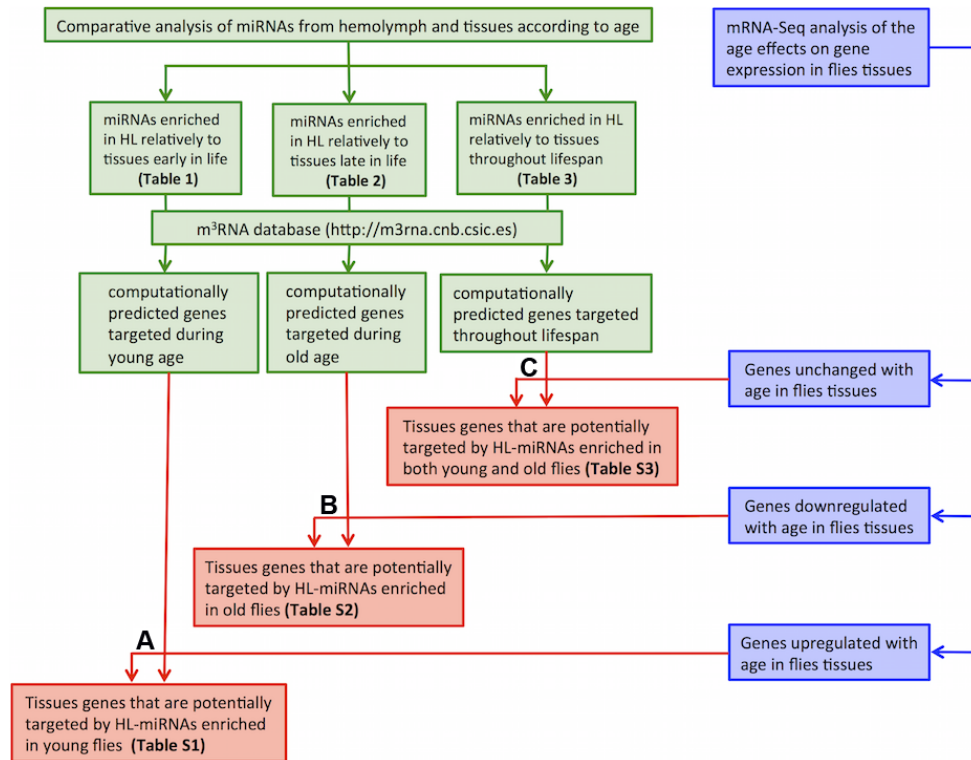 Comparative analysis of miRNAs from hemolymph and tissues according to age
mRNA-Seq analysis of the
age effects on gene
expression in flies tissues
miRNAs enriched
in HL relatively to
tissues early in life
(Table 1)
miRNAs enriched
in HL relatively to
tissues late in life
(Table 2)
miRNAs enriched in HL
relatively to tissues
throughout lifespan
(Table 3)
m³RNA database (http://m3rna.cnb.csic.es)
computationally
predicted genes
targeted during
young age
computationally
predicted genes
targeted during
old age
computationally
predicted genes targeted
throughout lifespan
C
Genes unchanged with
age in flies tissues
Tissues genes that are potentially
targeted by HL-miRNAs enriched in
both young and old flies (Table S3)
B
Genes downregulated
with age in flies tissues
Tissues genes that are potentially
targeted by HL-miRNAs enriched
in old flies (Table S2)
A
Genes upregulated with
age in flies tissues
Tissues genes that are potentially
targeted by HL-miRNAs enriched
in young flies (Table S1)